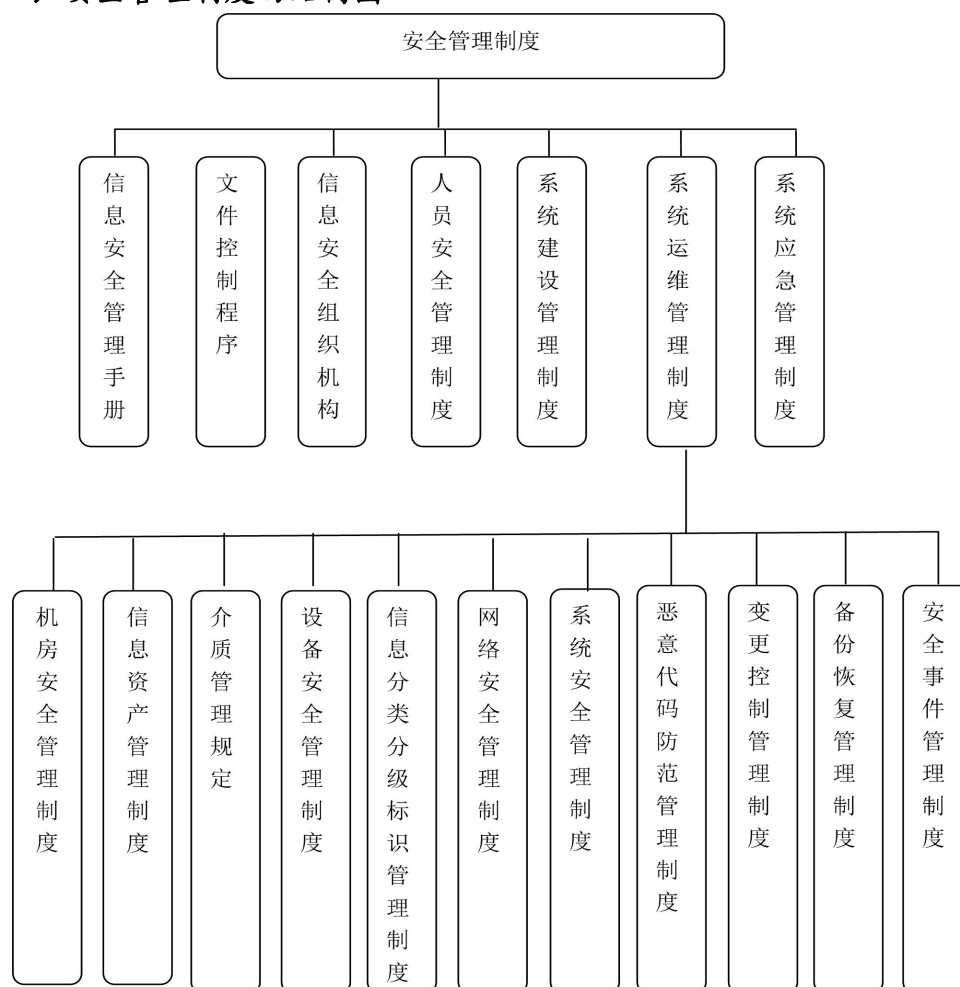 安全管理制度
信息安全管理手册
文件控制程序
信息安全组织机构
人员安全管理制度
系统建设管理制度
系统运维管理制度
系统应急管理制度
机房安全管理制度
信息资产管理制度
介质管理规定
设备安全管理制度
信息分类分级标识管理制度
网络安全管理制度
系统安全管理制度
恶意代码防范管理制度
变更控制管理制度
备份恢复管理制度
安全事件管理制度